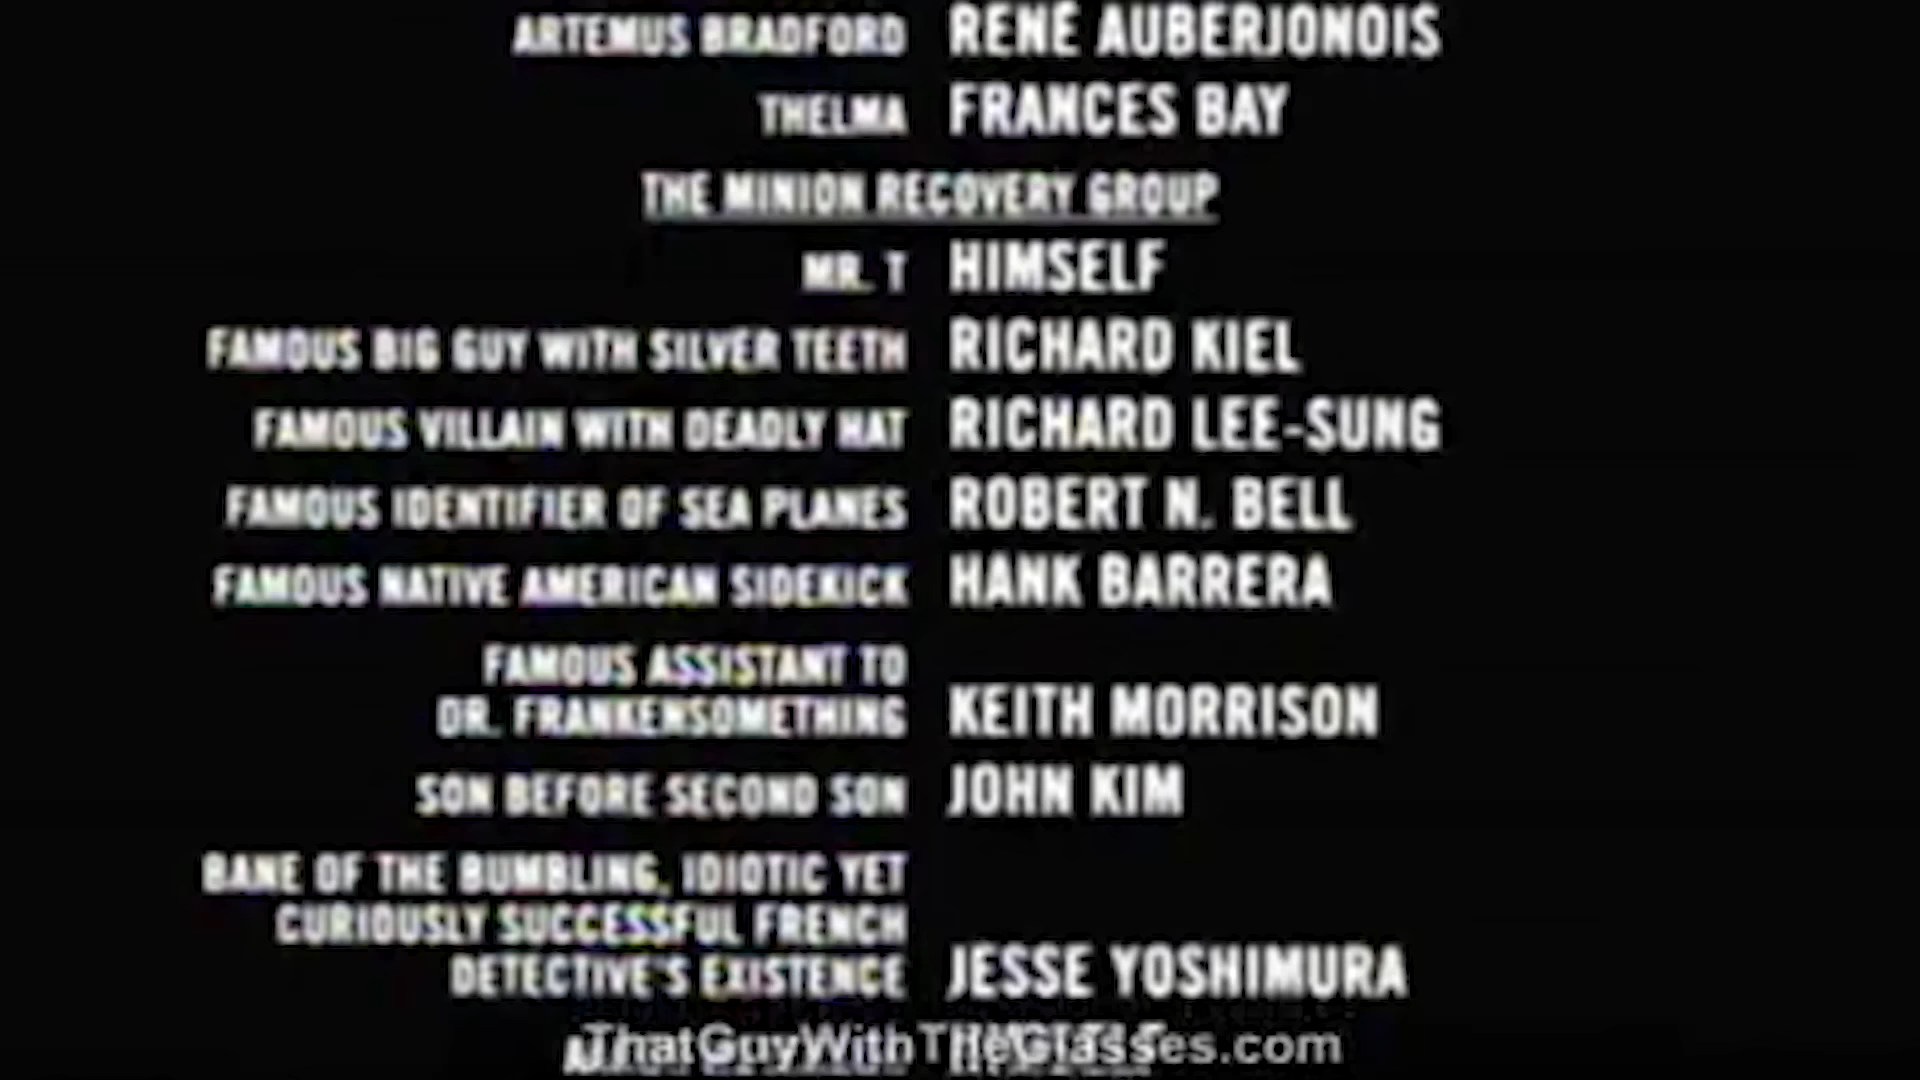 ARTEMUS BRADFORD RENÉ AUBERJONOIS
THELMA FRANCES BAY
THE MINION RECOVERY GROUP
MR. T HIMSELF
FAMOUS BIG GUY WITH SILVER TEETH RICHARD KIEL
FAMOUS VILLAIN WITH DEADLY HAT RICHARD LEE-SUNG
FAMOUS IDENTIFIER OF SEA PLANES ROBERT N. BELL
FAMOUS NATIVE AMERICAN SIDEKICK HANK BARRERA
FAMOUS ASSISTANT TO
DR. FRANKENSOMETHING KEITH MORRISON
SON BEFORE SECOND SON JOHN KIM
BANE OF THE BUMBLING, IDIOTIC YET
CURIOUSLY SUCCESSFUL FRENCH
DETECTIVE'S EXISTENCE JESSE YOSHIMURA
ThatGuyWithTheGlasses.com